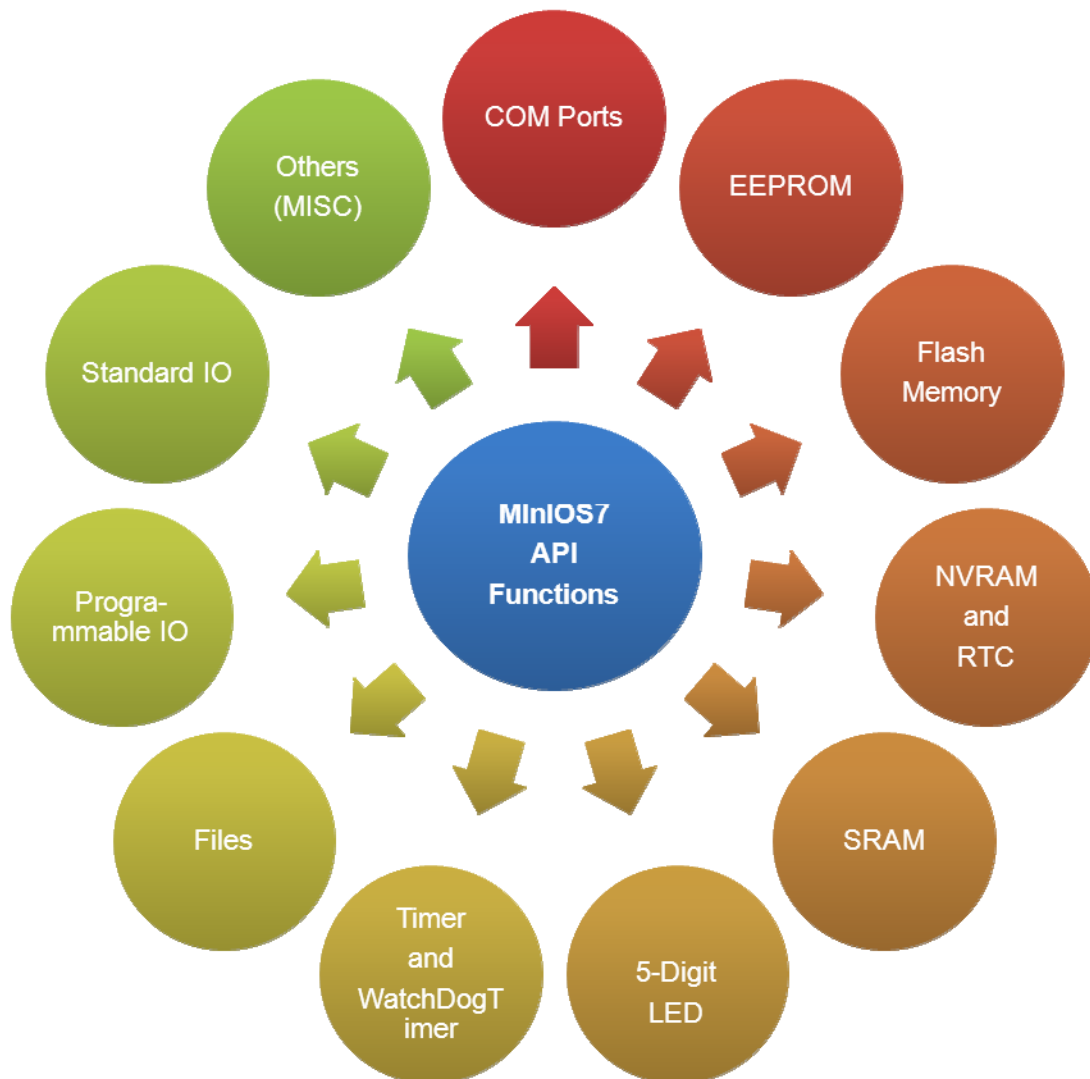 COM Ports
EEPROM
Flash
Memory
NVRAM
and
RTC
SRAM
5-Digit
LED
Timer
and
WatchDogT
imer
Files
Progra-
mmable IO
Standard IO
Others
(MISC)
MInIOS7
API
Functions